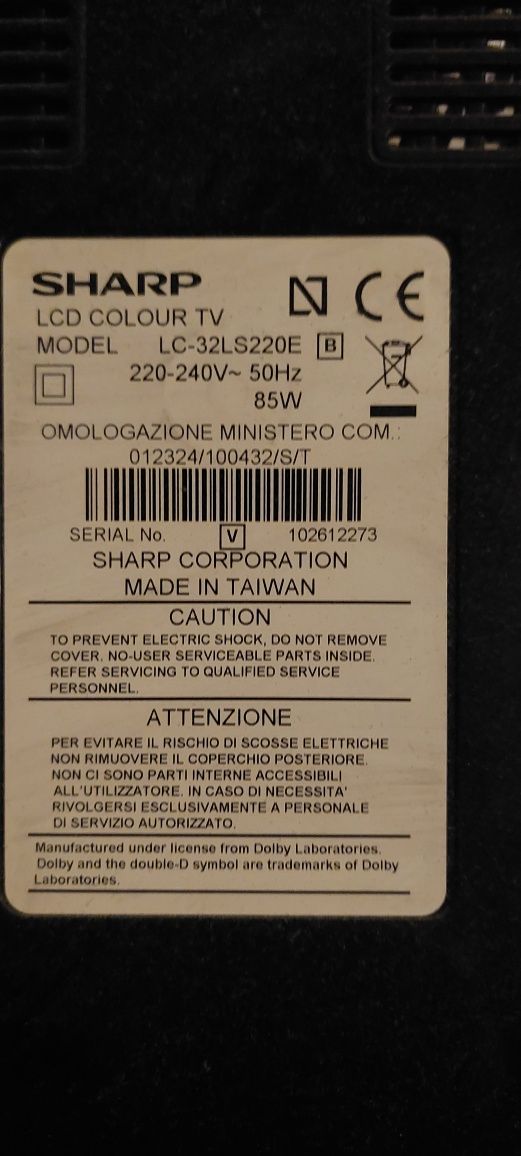 SHARP
LCD COLOUR TV
MODEL LC-32LS220E B
220-240V~ 50Hz
85W
OMOLOGAZIONE MINISTERO COM.:
012324/100432/S/T
SERIAL No. V 102612273
SHARP CORPORATION
MADE IN TAIWAN
CAUTION
TO PREVENT ELECTRIC SHOCK, DO NOT REMOVE
COVER. NO-USER SERVICEABLE PARTS INSIDE.
REFER SERVICING TO QUALIFIED SERVICE
PERSONNEL.
ATTENZIONE
PER EVITARE IL RISCHIO DI SCOSSE ELETTRICHE
NON RIMUOVERE IL COPERCHIO POSTERIORE.
NON CI SONO PARTI INTERNE ACCESSIBILI
ALL'UTILIZZATORE. IN CASO DI NECESSITA'
RIVOLGERSI ESCLUSIVAMENTE A PERSONALE
DI SERVIZIO AUTORIZZATO.
Manufactured under license from Dolby Laboratories.
Dolby and the double-D symbol are trademarks of Dolby
Laboratories.